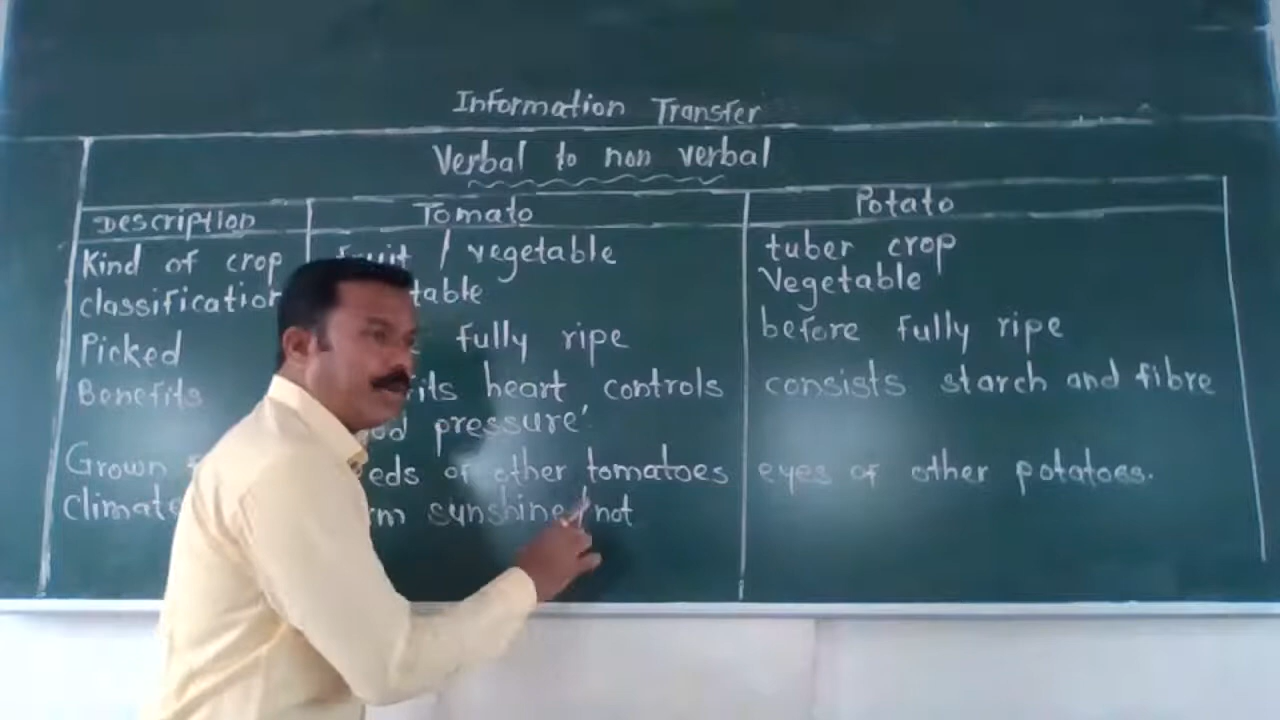 Information Transfer
Verbal to non verbal
Description Tomato Potato
Kind of crop fruit / vegetable tuber crop
classification table Vegetable
Picked fully ripe before fully ripe
Benefits its heart controls consists starch and fibre
od pressure
Grown eds of other tomatoes eyes of other potatoes.
Climate rm sunshine / not